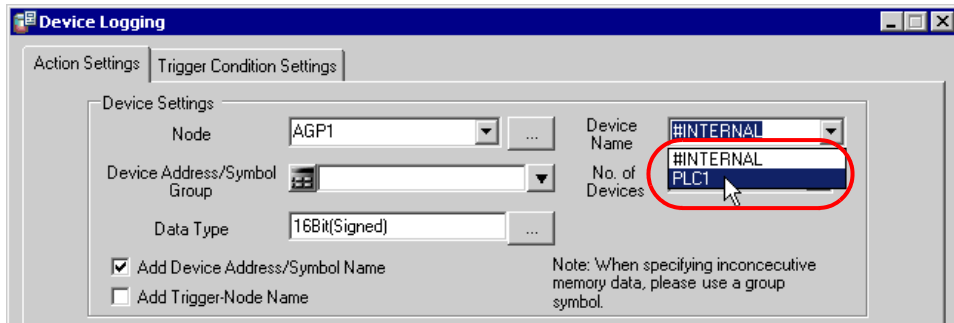 Device Logging
Action Settings Trigger Condition Settings
Device Settings
Node AGP1 ... Device Name #INTERNAL
#INTERNAL
PLC1
Device Address/Symbol Group No. of Devices
Data Type 16Bit(Signed) ...
Add Device Address/Symbol Name
Add Trigger-Node Name
Note: When specifying inconcecutive
memory data, please use a group
symbol.